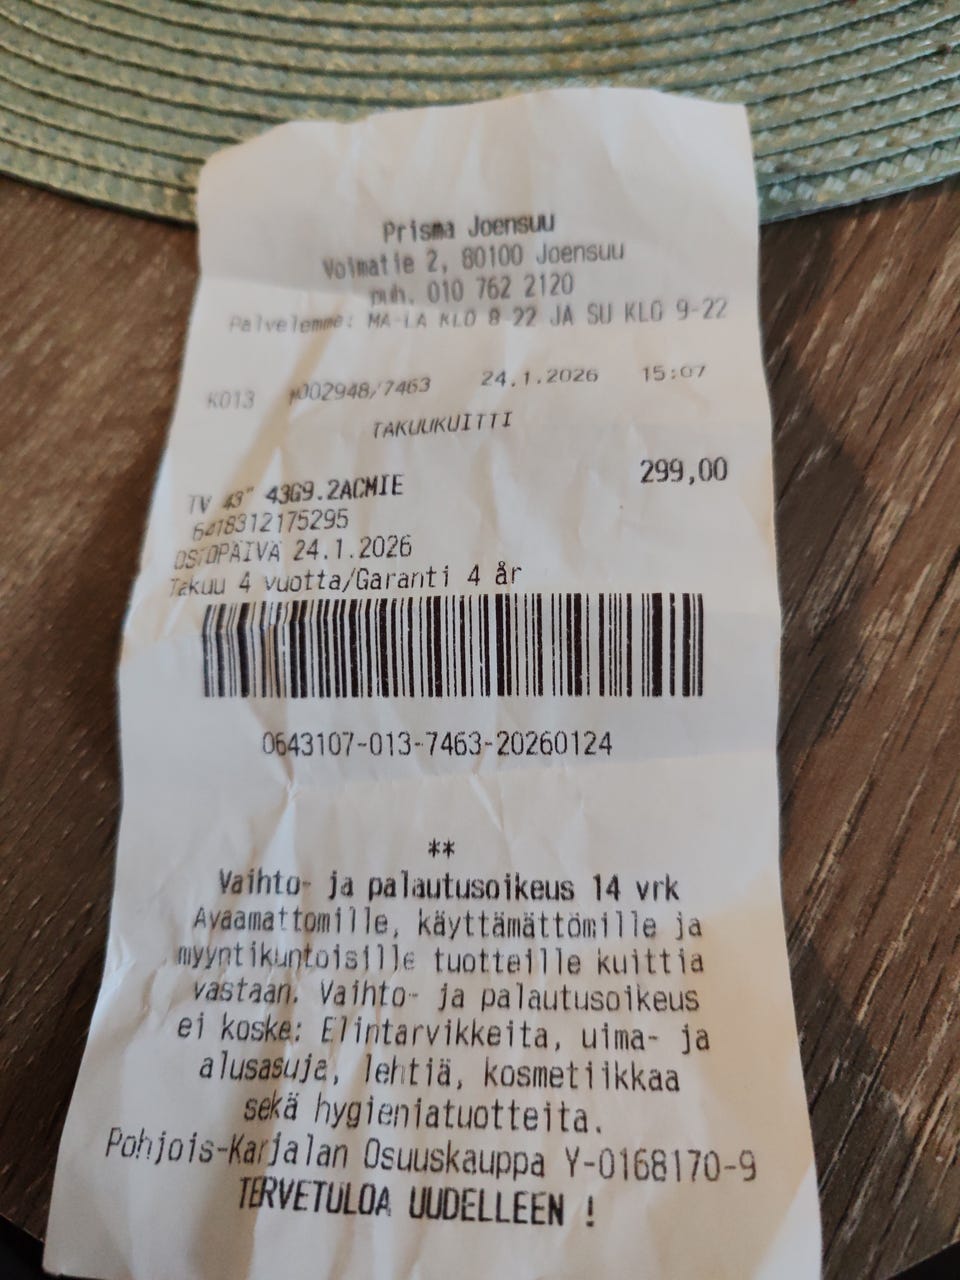 Prisma Joensuu
Voimatie 2, 80100 Joensuu
puh. 010 762 2120
Palvelemme: MA-LA KLO 8-22 JA SU KLO 9-22
K013 M002948/7463 24.1.2026 15:07
TAKUUKUITTI
TV 43" 43G9.2ACMIE 299,00
6418312175295
OSTOPÄIVÄ 24.1.2026
Takuu 4 vuotta/Garanti 4 år
0643107-013-7463-20260124
**
Vaihto- ja palautusoikeus 14 vrk
Avaamattomille, käyttämättömille ja
myyntikuntoisille tuotteille kuittia
vastaan. Vaihto- ja palautusoikeus
ei koske: Elintarvikkeita, uima- ja
alusasuja, lehtiä, kosmetiikkaa
sekä hygieniatuotteita.
Pohjois-Karjalan Osuuskauppa Y-0168170-9
TERVETULOA UUDELLEEN !